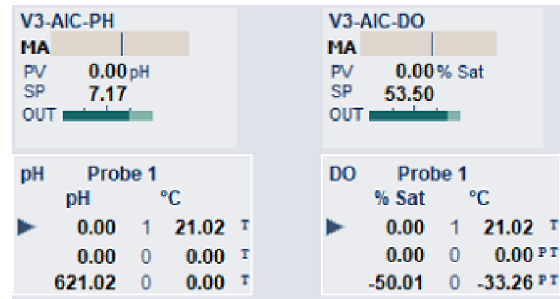 V3-AIC-PH
MA
PV 0.00 pH
SP 7.17
OUT
pH Probe 1
pH °C
0.00 1 21.02 T
0.00 0 0.00 T
621.02 0 0.00 T
V3-AIC-DO
MA
PV 0.00 % Sat
SP 53.50
OUT
DO Probe 1
% Sat °C
0.00 1 21.02 T
0.00 0 0.00 P T
-50.01 0 -33.26 P T